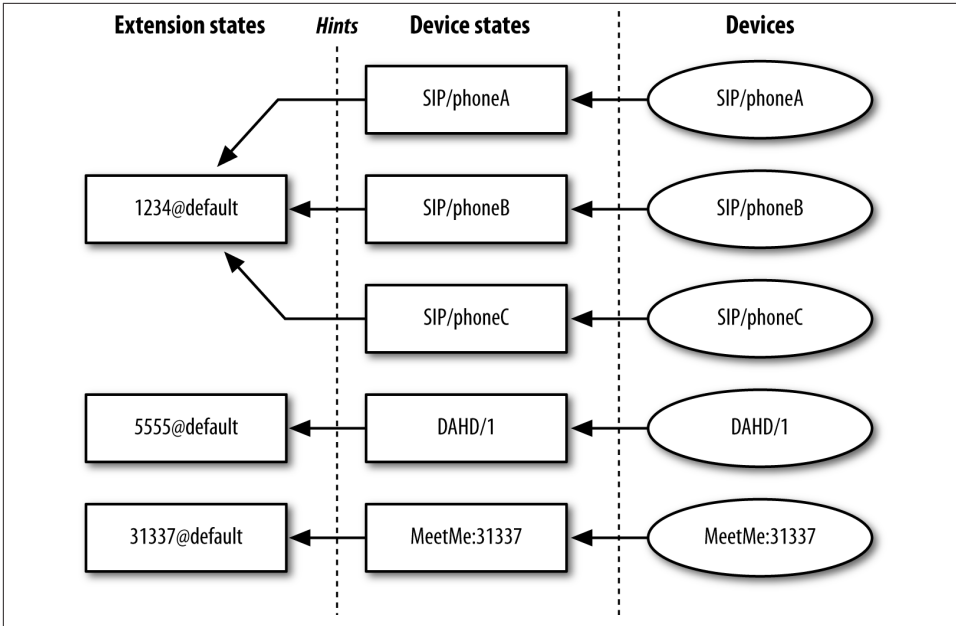 Extension states Hints Device states Devices
SIP/phoneA SIP/phoneA
1234@default SIP/phoneB SIP/phoneB
SIP/phoneC SIP/phoneC
5555@default DAHD/1 DAHD/1
31337@default MeetMe:31337 MeetMe:31337